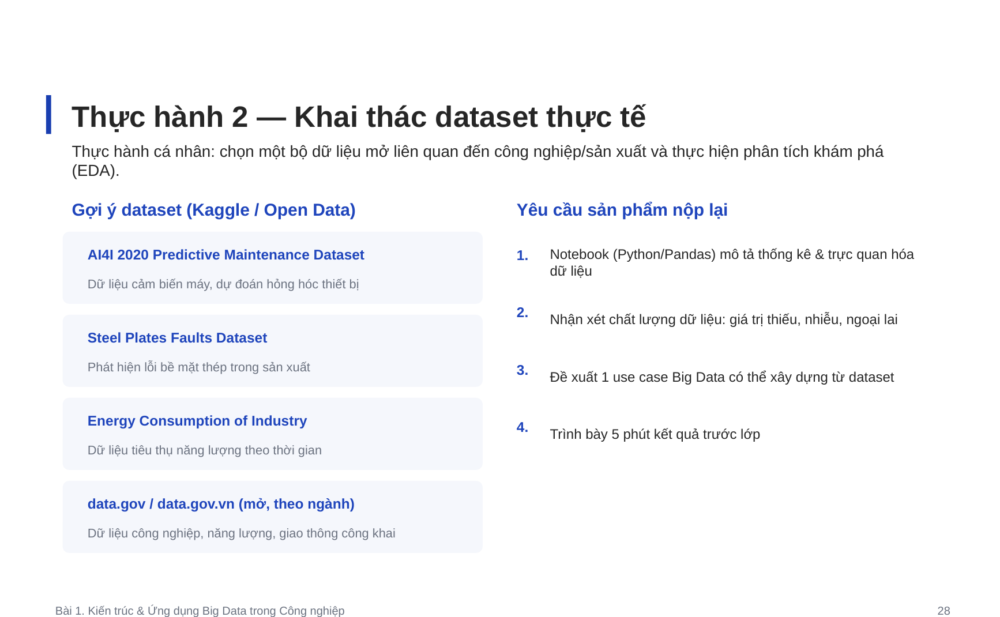 Thực hành 2 — Khai thác dataset thực tế
Thực hành cá nhân: chọn một bộ dữ liệu mở liên quan đến công nghiệp/sản xuất và thực hiện phân tích khám phá
(EDA).
Gợi ý dataset (Kaggle / Open Data)
AI4I 2020 Predictive Maintenance Dataset
Dữ liệu cảm biến máy, dự đoán hỏng hóc thiết bị
Steel Plates Faults Dataset
Phát hiện lỗi bề mặt thép trong sản xuất
Energy Consumption of Industry
Dữ liệu tiêu thụ năng lượng theo thời gian
data.gov / data.gov.vn (mở, theo ngành)
Dữ liệu công nghiệp, năng lượng, giao thông công khai
Yêu cầu sản phẩm nộp lại
1. Notebook (Python/Pandas) mô tả thống kê & trực quan hóa
dữ liệu
2. Nhận xét chất lượng dữ liệu: giá trị thiếu, nhiễu, ngoại lai
3. Đề xuất 1 use case Big Data có thể xây dựng từ dataset
4. Trình bày 5 phút kết quả trước lớp
Bài 1. Kiến trúc & Ứng dụng Big Data trong Công nghiệp
28